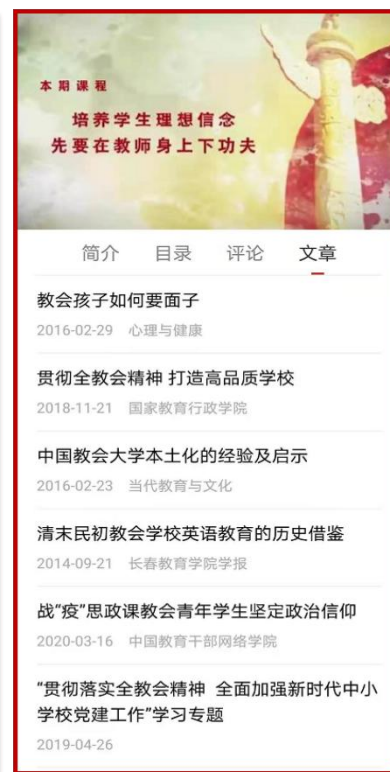 本期课程
培养学生理想信念
先要在教师身上下功夫
简介 目录 评论 文章
教会孩子如何要面子
2016-02-29 心理与健康
贯彻全教会精神 打造高品质学校
2018-11-21 国家教育行政学院
中国教会大学本土化的经验及启示
2016-02-23 当代教育与文化
清末民初教会学校英语教育的历史借鉴
2014-09-21 长春教育学院学报
战“疫”思政课教会青年学生坚定政治信仰
2020-03-16 中国教育干部网络学院
“贯彻落实全教会精神 全面加强新时代中小
学校党建工作”学习专题
2019-04-26